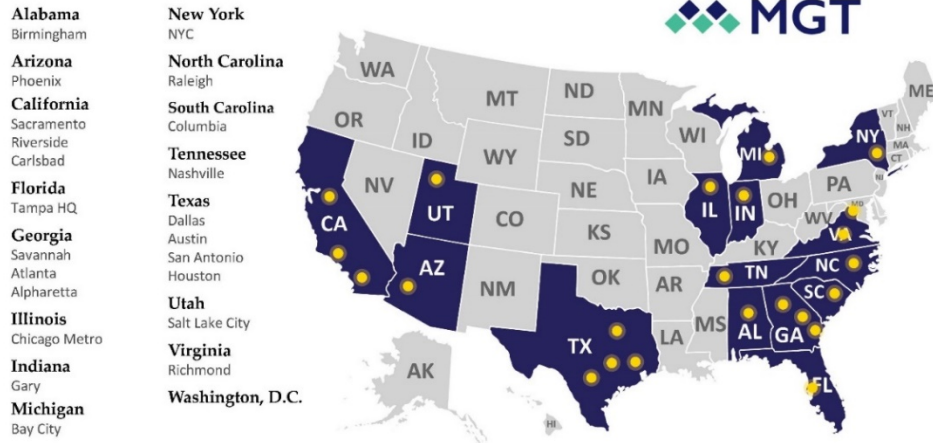 MGT
Alabama
Birmingham
Arizona
Phoenix
California
Sacramento
Riverside
Carlsbad
Florida
Tampa HQ
Georgia
Savannah
Atlanta
Alpharetta
Illinois
Chicago Metro
Indiana
Gary
Michigan
Bay City
New York
NYC
North Carolina
Raleigh
South Carolina
Columbia
Tennessee
Nashville
Texas
Dallas
Austin
San Antonio
Houston
Utah
Salt Lake City
Virginia
Richmond
Washington, D.C.
WA
OR
ID
MT
ND
MN
WI
MI
NY
VT
NH
ME
MA
CT
NJ
PA
MD
WV
VA
OH
IN
IL
IA
SD
WY
NE
NV
UT
CO
KS
MO
KY
CA
AZ
NM
OK
AR
TN
NC
SC
TX
LA
MS
AL
GA
FL
AK
HI